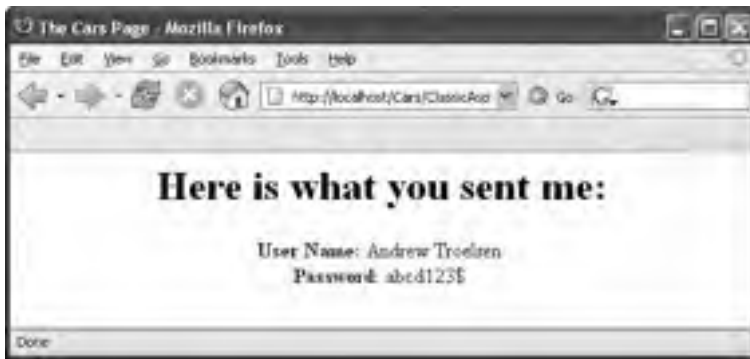 The Cars Page - Mozilla Firefox
File Edit View Go Bookmarks Tools Help
http://localhost/Cars/ClassicAsp Go
Here is what you sent me:
User Name: Andrew Troelsen
Password: abcd123$
Done